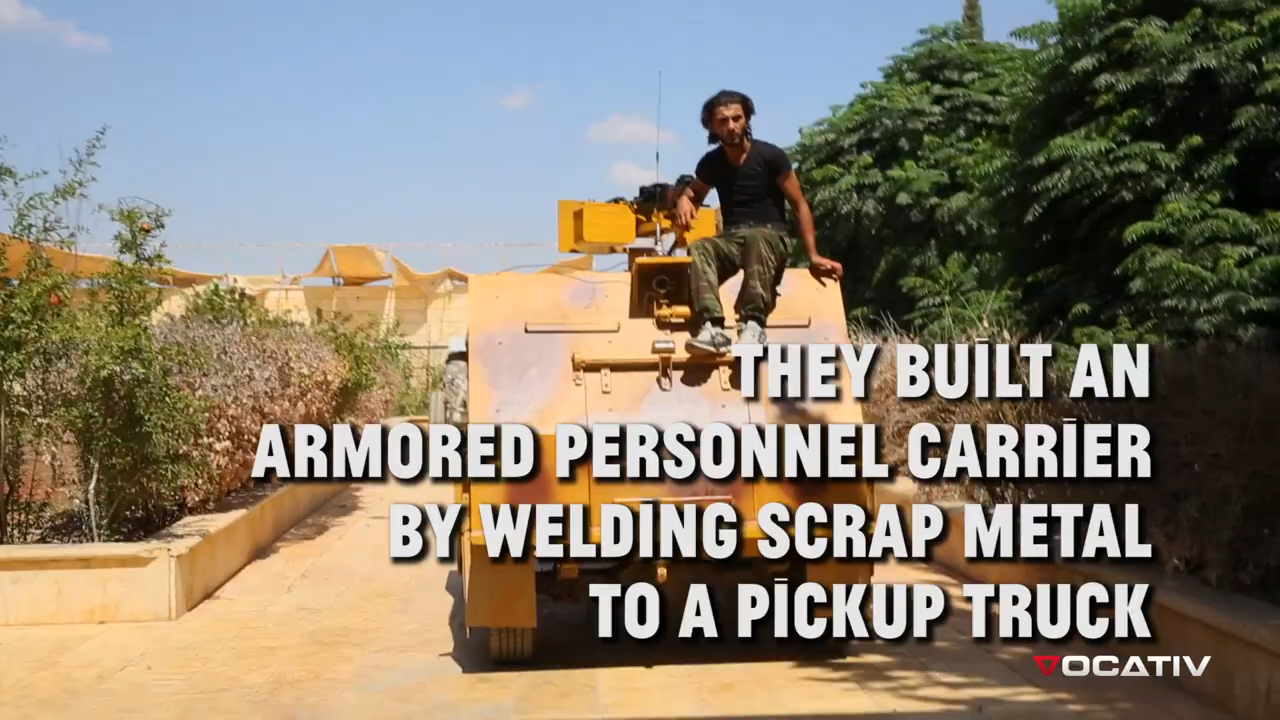 THEY BUILT AN
ARMORED PERSONNEL CARRIER
BY WELDING SCRAP METAL
TO A PICKUP TRUCK
VOCATIV